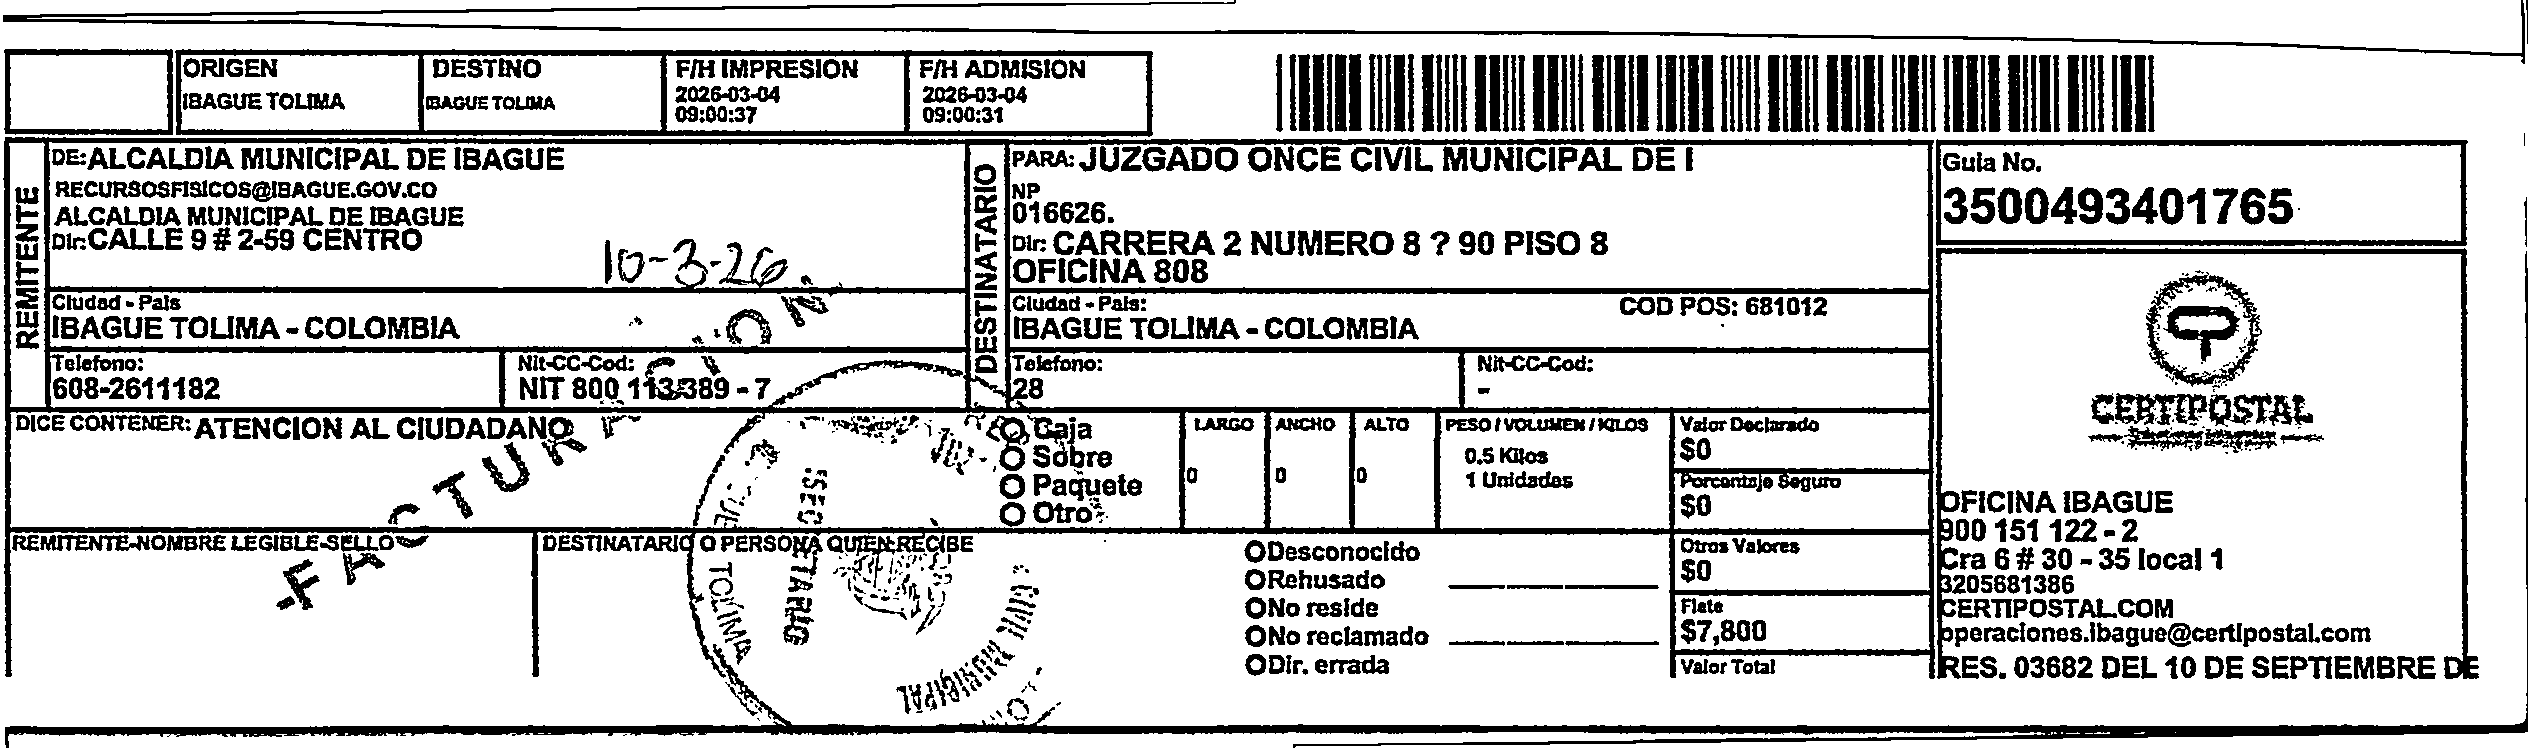 ORIGEN
IBAGUE TOLIMA
DESTINO
IBAGUE TOLIMA
F/H IMPRESION
2026-03-04
09:00:37
F/H ADMISION
2026-03-04
09:00:31
REMITENTE
DE: ALCALDIA MUNICIPAL DE IBAGUE
RECURSOSFISICOS@IBAGUE.GOV.CO
ALCALDIA MUNICIPAL DE IBAGUE
Dir: CALLE 9 # 2-59 CENTRO
10-3-26
Ciudad - Pais
IBAGUE TOLIMA - COLOMBIA
Telefono:
608-2611182
Nit-CC-Cod:
NIT 800 113389 - 7
DESTINATARIO
PARA: JUZGADO ONCE CIVIL MUNICIPAL DE I
NP
016626.
Dir: CARRERA 2 NUMERO 8 ? 90 PISO 8
OFICINA 808
Ciudad - Pais:
COD POS: 681012
IBAGUE TOLIMA - COLOMBIA
Telefono:
28
Nit-CC-Cod:
-
Guia No.
3500493401765
CERTIPOSTAL
OFICINA IBAGUE
900 151 122 - 2
Cra 6 # 30 - 35 local 1
3205681386
CERTIPOSTAL.COM
operaciones.ibague@certipostal.com
RES. 03682 DEL 10 DE SEPTIEMBRE DE
DICE CONTENER: ATENCION AL CIUDADANO
FACTURACION
O Caja
O Sobre
O Paquete
O Otro
LARGO
0
ANCHO
0
ALTO
0
PESO / VOLUMEN / KILOS
0.5 Kilos
1 Unidades
Valor Declarado
$0
Porcentaje Seguro
$0
Otros Valores
$0
Flete
$7,800
Valor Total
REMITENTE-NOMBRE LEGIBLE-SELLO
DESTINATARIO O PERSONA QUIEN RECIBE
SECRETARIO
TOLIMA
CIVIL MUNICIPAL
O Desconocido
O Rehusado
O No reside
O No reclamado
O Dir. errada